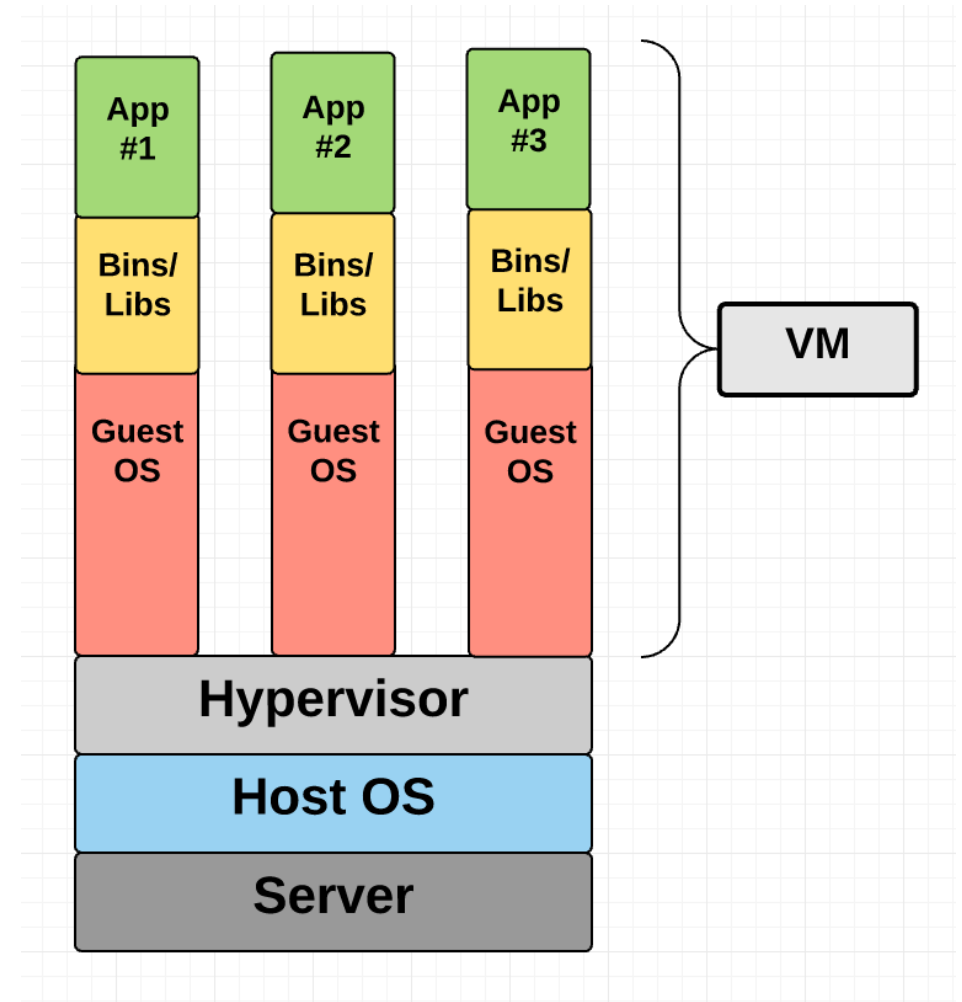 App
#1
App
#2
App
#3
Bins/
Libs
Bins/
Libs
Bins/
Libs
VM
Guest
OS
Guest
OS
Guest
OS
Hypervisor
Host OS
Server